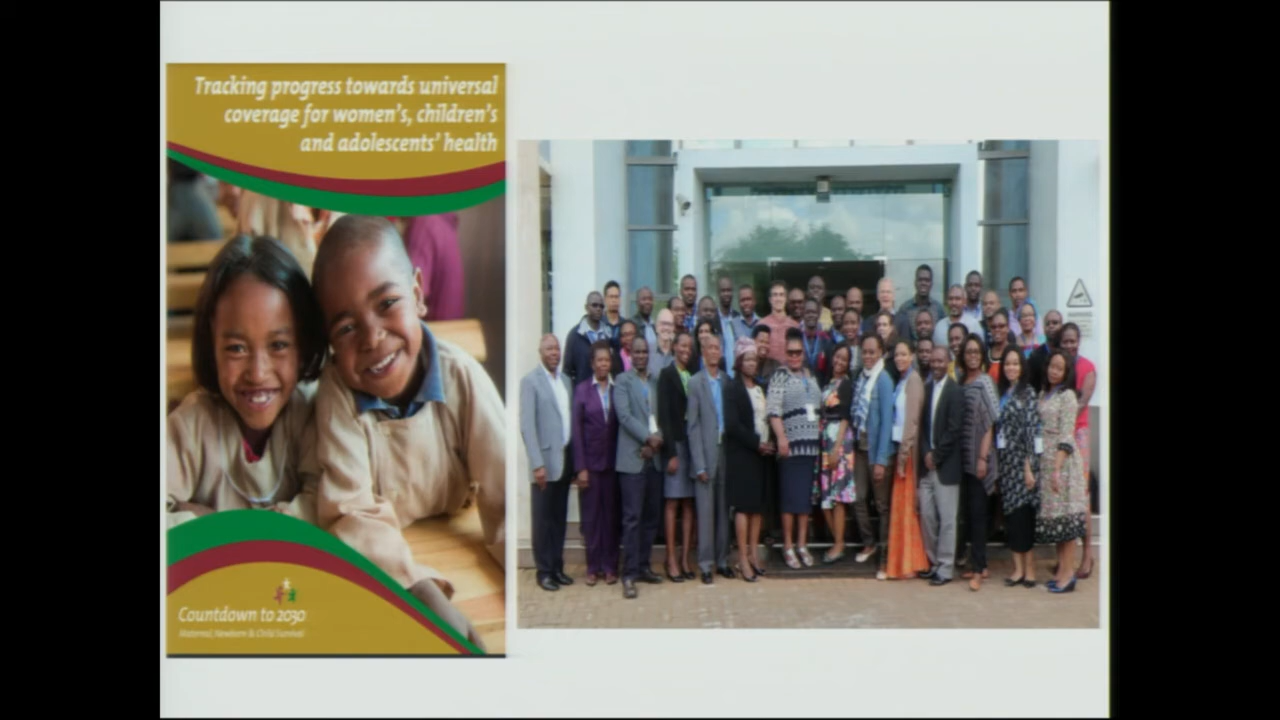 Tracking progress towards universal
coverage for women's, children's
and adolescents' health
Countdown to 2030
Maternal, Newborn & Child Survival